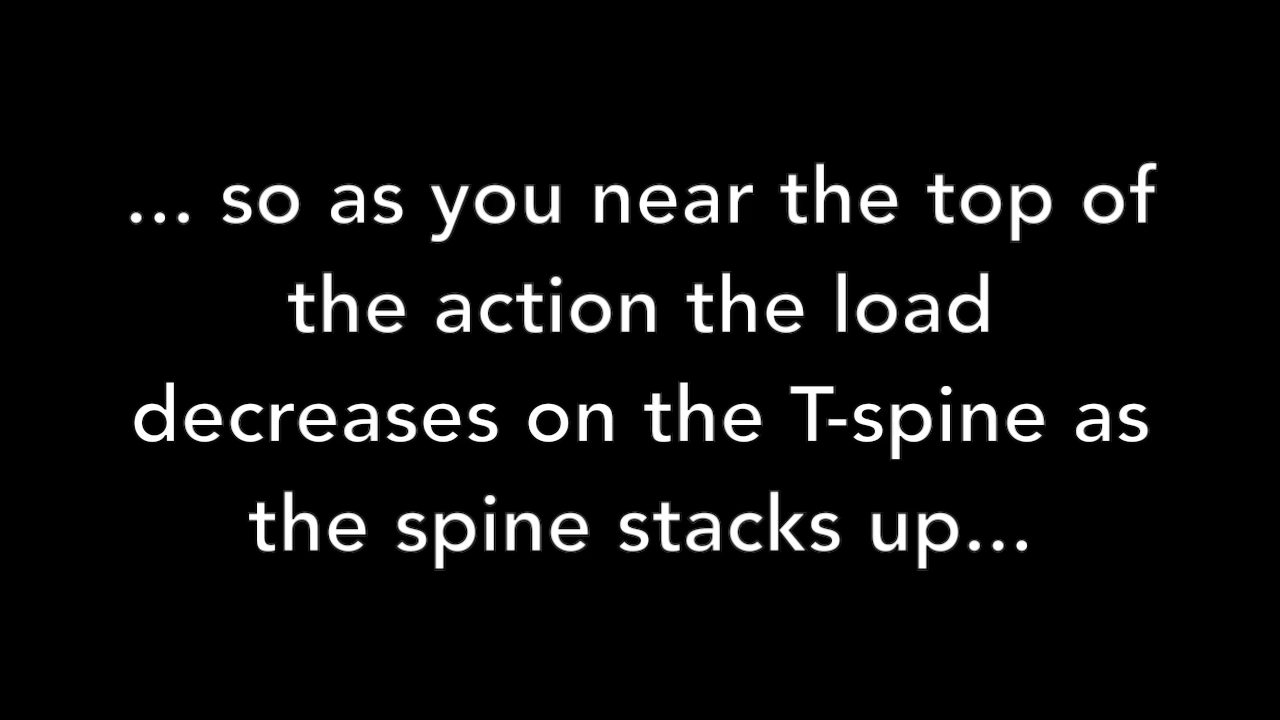 ... so as you near the top of
the action the load
decreases on the T-spine as
the spine stacks up...